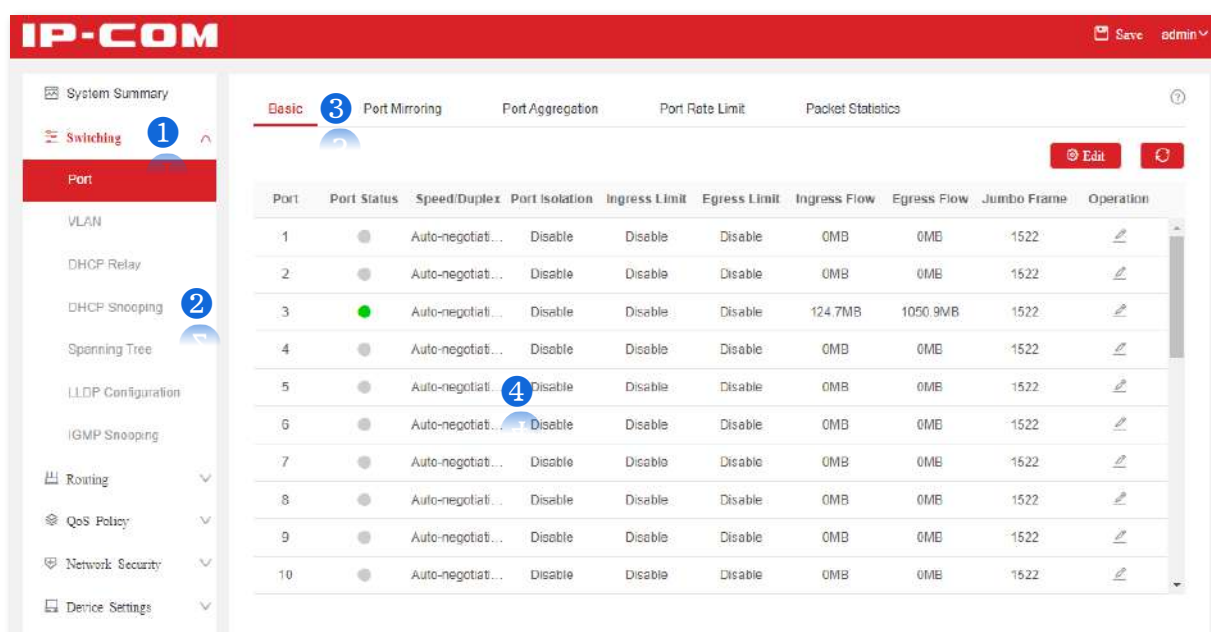 IP-COM Save admin
System Summary
Basic 3 Port Mirroring Port Aggregation Port Rate Limit Packet Statistics
Switching 1
Edit
Port
Port Port Status Speed/Duplex Port Isolation Ingress Limit Egress Limit Ingress Flow Egress Flow Jumbo Frame Operation
VLAN
1 Auto-negotiati... Disable Disable Disable 0MB 0MB 1522
DHCP Relay
2 Auto-negotiati... Disable Disable Disable 0MB 0MB 1522
DHCP Snooping 2
3 Auto-negotiati... Disable Disable Disable 124.7MB 1050.9MB 1522
Spanning Tree
4 Auto-negotiati... Disable Disable Disable 0MB 0MB 1522
LLDP Configuration
5 Auto-negotiati... 4 Disable Disable Disable 0MB 0MB 1522
6 Auto-negotiati... Disable Disable Disable 0MB 0MB 1522
IGMP Snooping
7 Auto-negotiati... Disable Disable Disable 0MB 0MB 1522
Routing
8 Auto-negotiati... Disable Disable Disable 0MB 0MB 1522
QoS Policy
9 Auto-negotiati... Disable Disable Disable 0MB 0MB 1522
Network Security
10 Auto-negotiati... Disable Disable Disable 0MB 0MB 1522
Device Settings